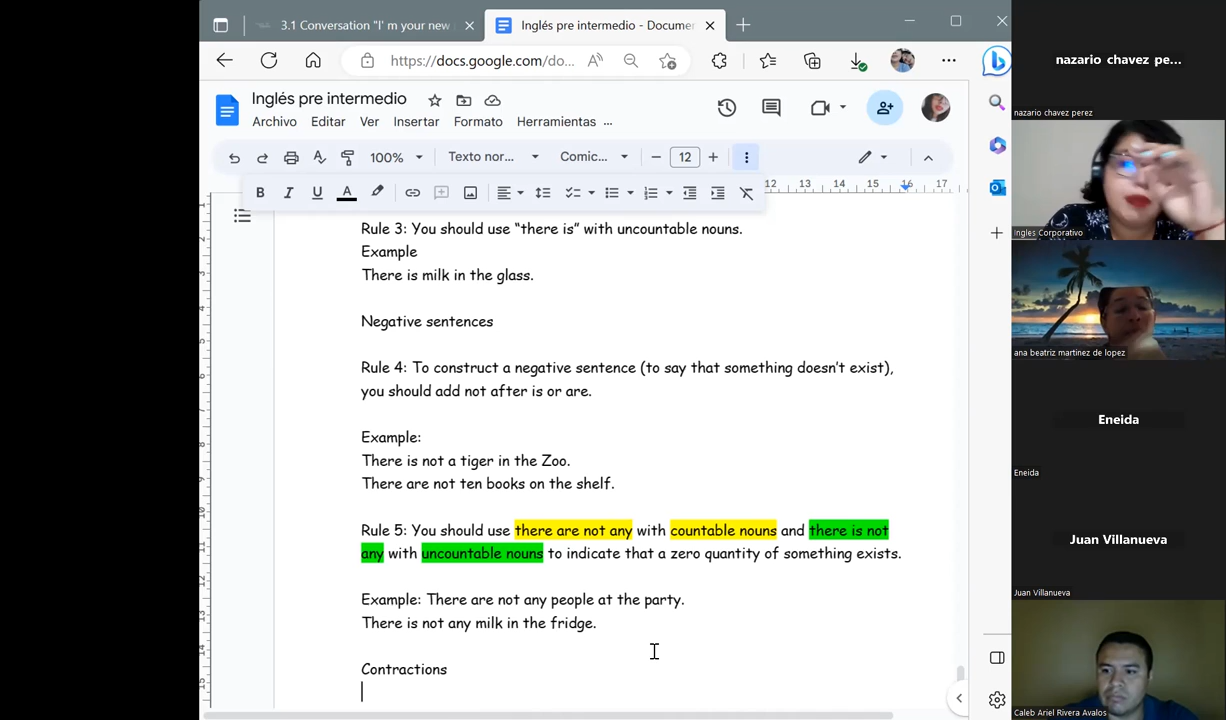 3.1 Conversation "I' m your new
Inglés pre intermedio - Documen
https://docs.google.com/do...
Inglés pre intermedio
Archivo Editar Ver Insertar Formato Herramientas ...
100% Texto nor... Comic... 12
12 13 14 15 16 17
Rule 3: You should use “there is” with uncountable nouns.
Example
There is milk in the glass.
Negative sentences
Rule 4: To construct a negative sentence (to say that something doesn’t exist),
you should add not after is or are.
Example:
There is not a tiger in the Zoo.
There are not ten books on the shelf.
Rule 5: You should use there are not any with countable nouns and there is not
any with uncountable nouns to indicate that a zero quantity of something exists.
Example: There are not any people at the party.
There is not any milk in the fridge.
Contractions
nazario chavez pe...
nazario chavez perez
Ingles Corporativo
ana beatriz martinez de lopez
Eneida
Eneida
Juan Villanueva
Juan Villanueva
Caleb Ariel Rivera Avalos